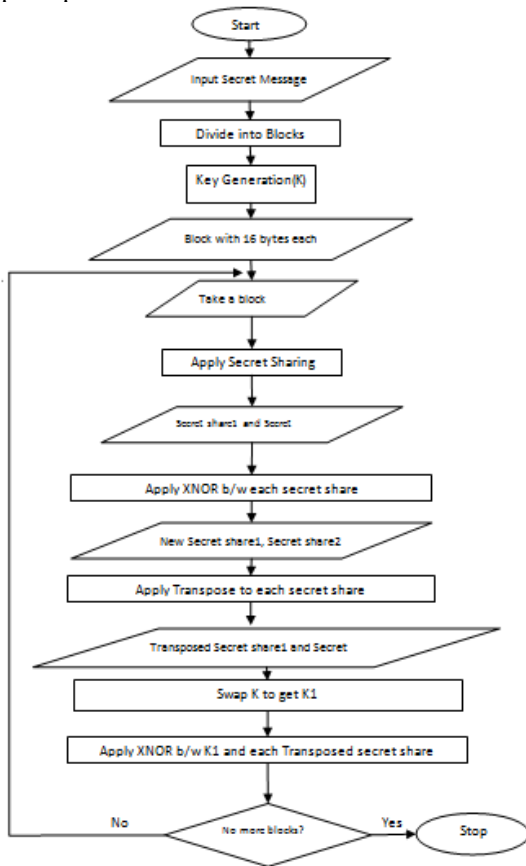 Start
Input Secret Message
Divide into Blocks
Key Generation(K)
Block with 16 bytes each
Take a block
Apply Secret Sharing
Secret share1 and Secret
Apply XNOR b/w each secret share
New Secret share1, Secret share2
Apply Transpose to each secret share
Transposed Secret share1 and Secret
Swap K to get K1
Apply XNOR b/w K1 and each Transposed secret share
No
No more blocks?
Yes
Stop